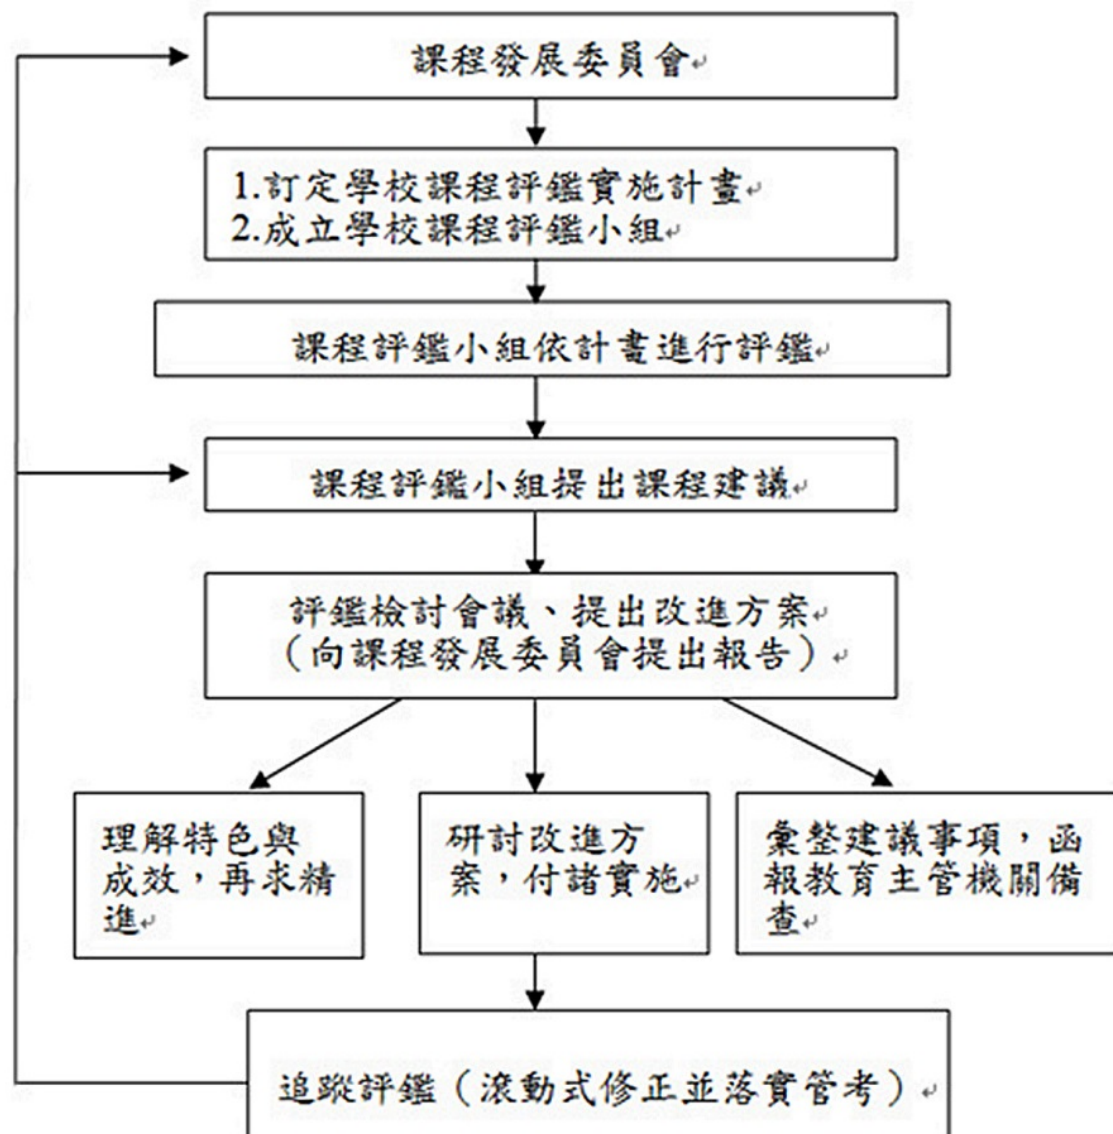 課程發展委員會
1.訂定學校課程評鑑實施計畫
2.成立學校課程評鑑小組
課程評鑑小組依計畫進行評鑑
課程評鑑小組提出課程建議
評鑑檢討會議、提出改進方案
（向課程發展委員會提出報告）
理解特色與
成效，再求精
進
研討改進方
案，付諸實施
彙整建議事項，函
報教育主管機關備
查
追蹤評鑑（滾動式修正並落實管考）